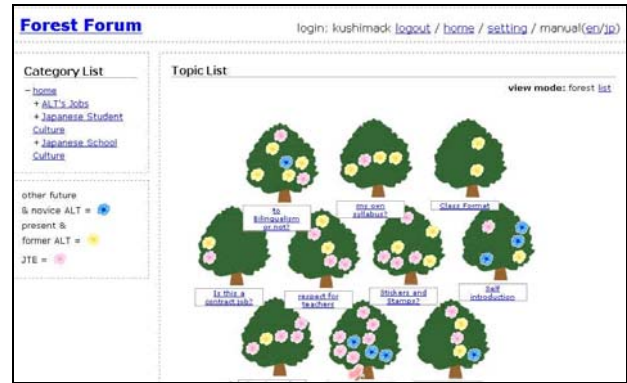 Forest Forum
login: kushimack logout / home / setting / manual(en/jp)
Category List
− home
+ ALT's Jobs
+ Japanese Student
Culture
+ Japanese School
Culture
other future
& novice ALT =
present &
former ALT =
JTE =
Topic List
view mode: forest list
to
Bilingualism
or not?
my own
syllabus?
Class Format
Is this a
contract job?
respect for
teachers
Stickers and
Stamps?
Self
introduction